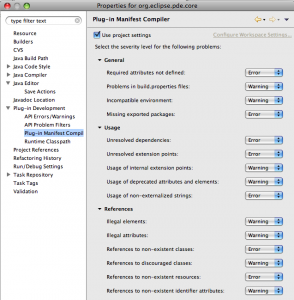 Properties for org.eclipse.pde.core
type filter text
Resource
Builders
CVS
Java Build Path
Java Code Style
Java Compiler
Java Editor
Save Actions
Javadoc Location
Plug-in Development
API Errors/Warnings
API Problem Filters
Plug-in Manifest Compil
Runtime Classpath
Project References
Refactoring History
Run/Debug Settings
Task Repository
Task Tags
Validation
Plug-in Manifest Compiler
Use project settings
Configure Workspace Settings...
Select the severity level for the following problems:
General
Required attributes not defined: Error
Problems in build.properties files: Warning
Incompatible environment: Warning
Missing exported packages: Error
Usage
Unresolved dependencies: Error
Unresolved extension points: Error
Usage of internal extension points: Warning
Usage of deprecated attributes and elements: Warning
Usage of non-externalized strings: Error
References
Illegal elements: Warning
Illegal attributes: Warning
References to non-existent classes: Error
References to discouraged classes: Warning
References to non-existent resources: Error
References to non-existent identifier attributes: Warning